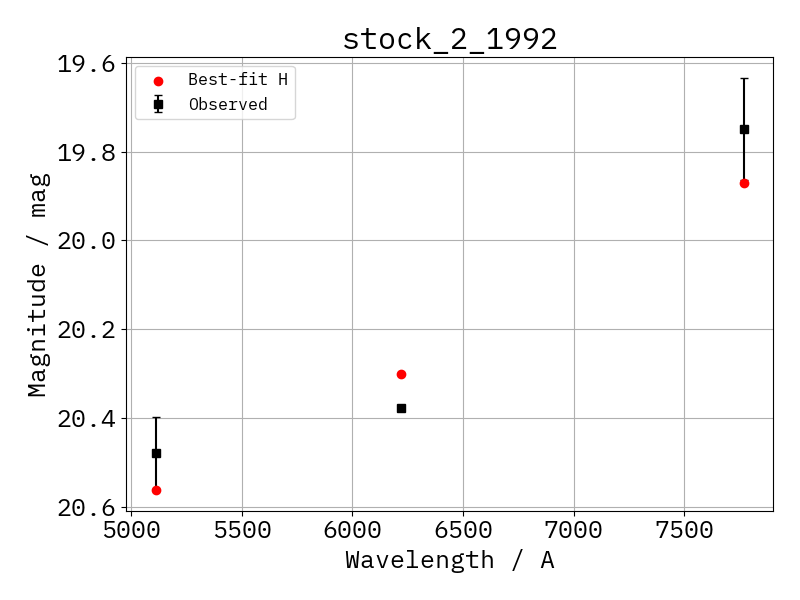 stock_2_1992
Best-fit H
Observed
19.6
19.8
20.0
20.2
20.4
20.6
Magnitude / mag
5000 5500 6000 6500 7000 7500
Wavelength / A